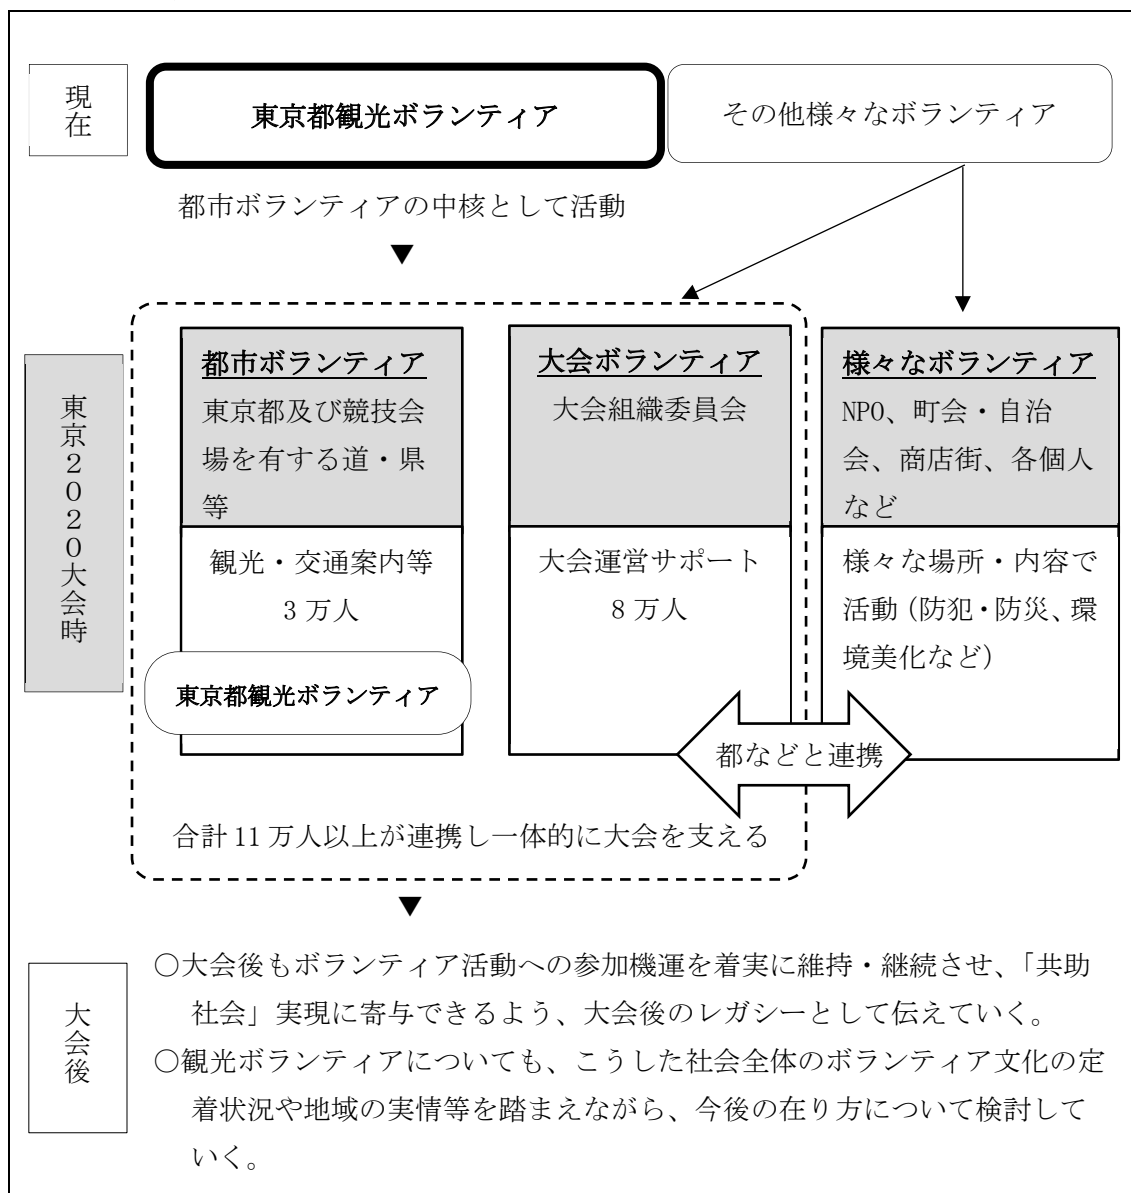 現在
東京都観光ボランティア
その他様々なボランティア
都市ボランティアの中核として活動
▼
東京2020大会時
都市ボランティア
東京都及び競技会
場を有する道・県
等
観光・交通案内等
3万人
東京都観光ボランティア
大会ボランティア
大会組織委員会
大会運営サポート
8万人
様々なボランティア
NPO、町会・自治
会、商店街、各個人
など
様々な場所・内容で
活動(防犯・防災、環
境美化など)
都などと連携
合計11万人以上が連携し一体的に大会を支える
▼
大会後
○大会後もボランティア活動への参加機運を着実に維持・継続させ、「共助
社会」実現に寄与できるよう、大会後のレガシーとして伝えていく。
○観光ボランティアについても、こうした社会全体のボランティア文化の定
着状況や地域の実情等を踏まえながら、今後の在り方について検討して
いく。